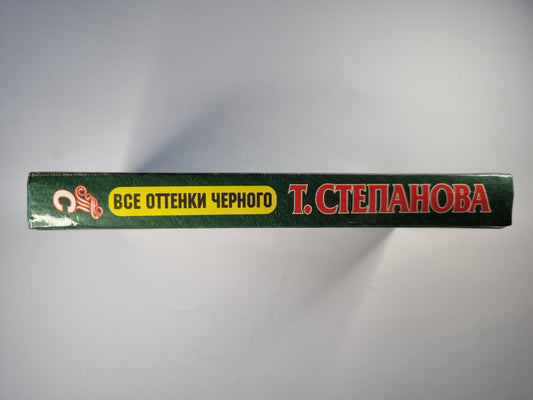 С
ВСЕ ОТТЕНКИ ЧЕРНОГО
Т. СТЕПАНОВА